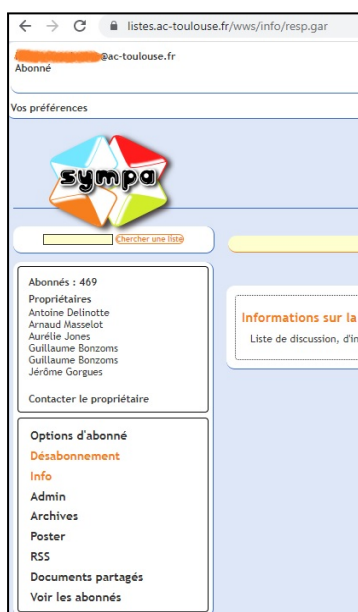 listes.ac-toulouse.fr/wws/info/resp.gar
@ac-toulouse.fr
Abonné
Vos préférences
sympa
Chercher une liste
Abonnés : 469
Propriétaires
Antoine Delinotte
Arnaud Masselot
Aurélie Jones
Guillaume Bonzoms
Guillaume Bonzoms
Jérôme Gorgues
Contacter le propriétaire
Informations sur la
Liste de discussion, d'in
Options d'abonné
Désabonnement
Info
Admin
Archives
Poster
RSS
Documents partagés
Voir les abonnés